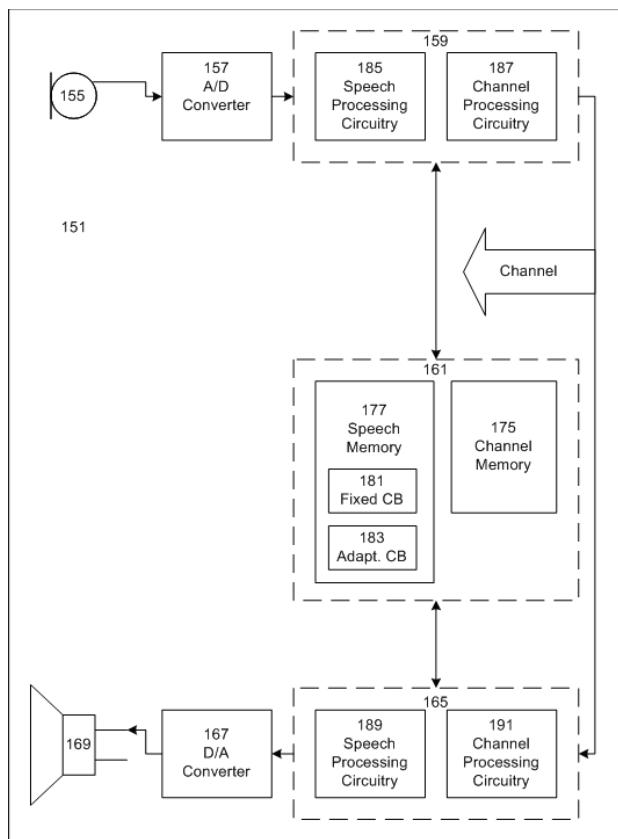 159
157
A/D
Converter
185
Speech
Processing
Circuitry
187
Channel
Processing
Circuitry
155
151
Channel
161
177
Speech
Memory
175
Channel
Memory
181
Fixed CB
183
Adapt. CB
165
169
167
D/A
Converter
189
Speech
Processing
Circuitry
191
Channel
Processing
Circuitry